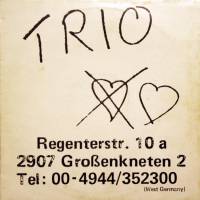 TRIO
Regenterstr. 10 a
2907 Großenkneten 2
Tel: 00-4944/352300
(West Germany)